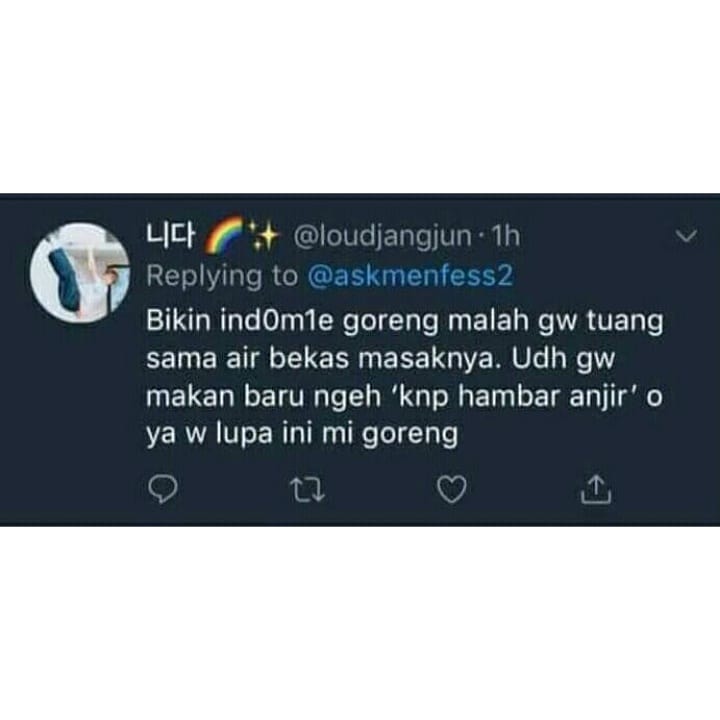 니다 🌈✨ @loudjangjun · 1h
Replying to @askmenfess2
Bikin ind0m1e goreng malah gw tuang
sama air bekas masaknya. Udh gw
makan baru ngeh ‘knp hambar anjir’ o
ya w lupa ini mi goreng